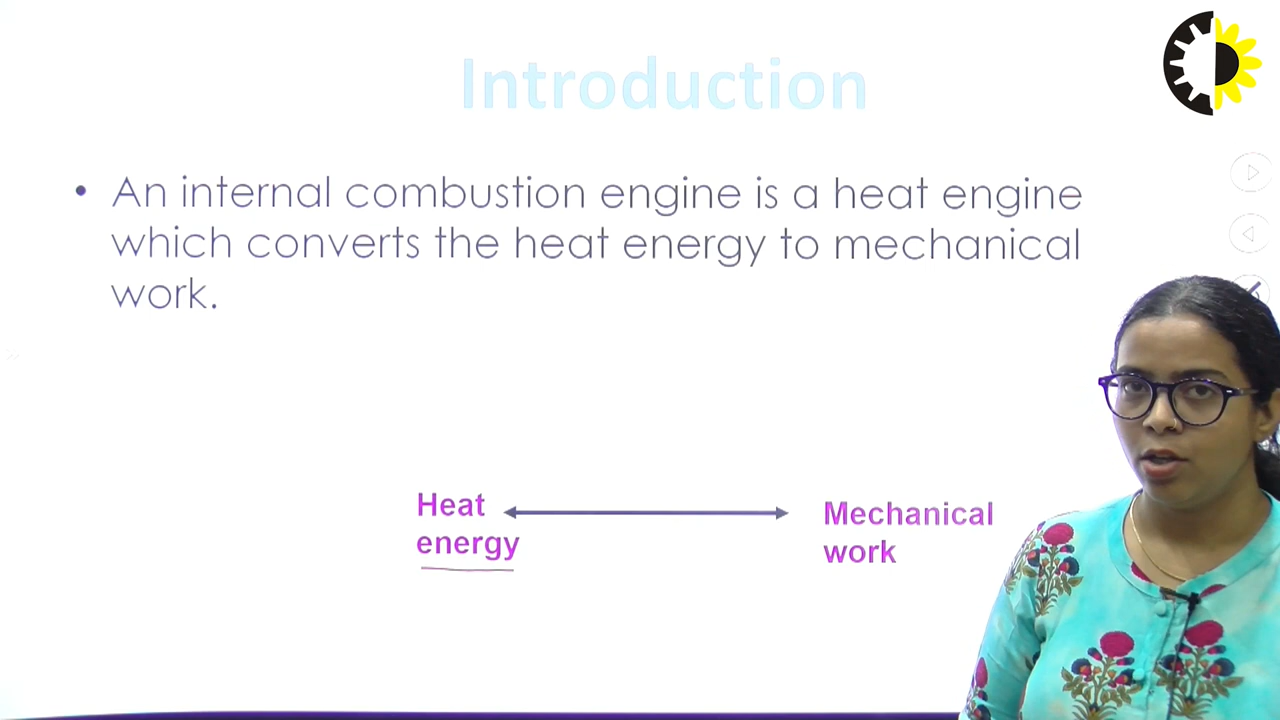 Introduction
• An internal combustion engine is a heat engine
which converts the heat energy to mechanical
work.
Heat
energy
Mechanical
work